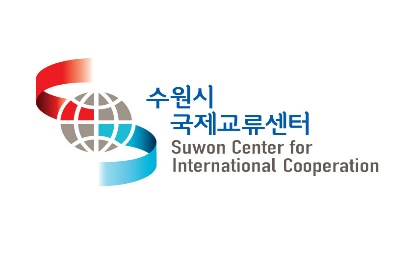 수원시
국제교류센터
Suwon Center for
International Cooperation